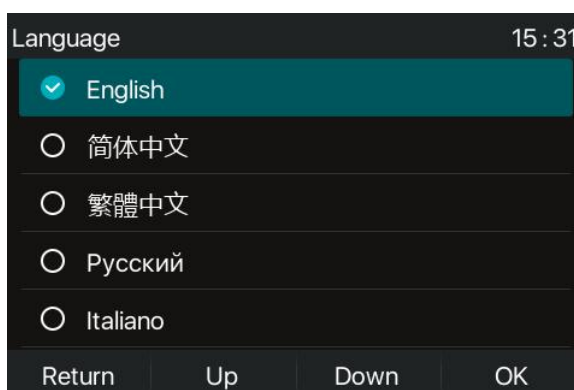 Language 15:31
English
简体中文
繁體中文
Русский
Italiano
Return Up Down OK